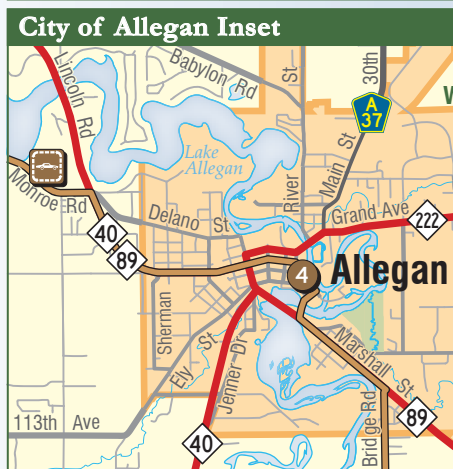 City of Allegan Inset
Babylon Rd
St
30th
Lincoln Rd
A
37
Lake
Allegan
River
Main St
Monroe Rd
Delano St
Grand Ave
222
40
89
4
Allegan
Sherman
Ely St
Jenner Dr
Marshall St
113th Ave
Bridge Rd
89
40